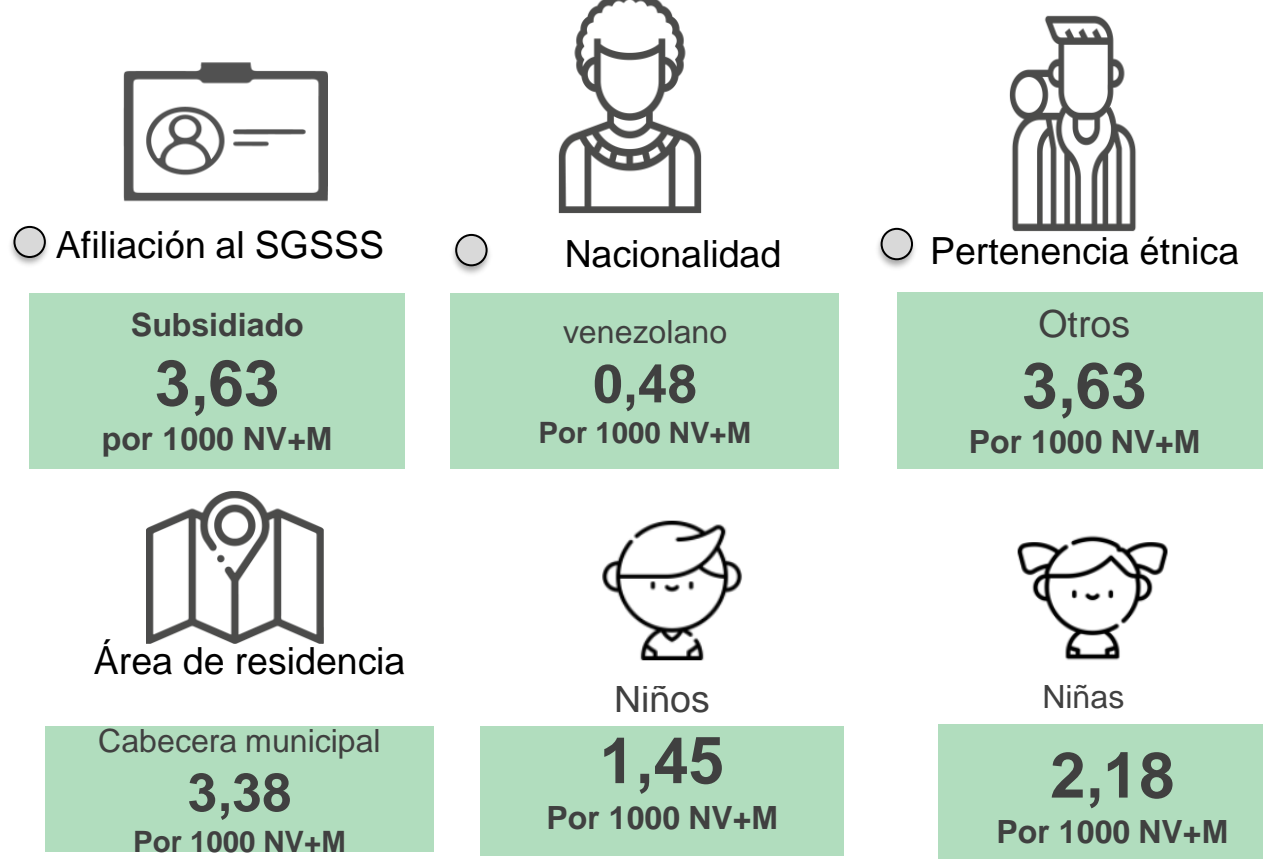 Afiliación al SGSSS
Subsidiado
3,63
por 1000 NV+M
Nacionalidad
venezolano
0,48
Por 1000 NV+M
Pertenencia étnica
Otros
3,63
Por 1000 NV+M
Área de residencia
Cabecera municipal
3,38
Por 1000 NV+M
Niños
1,45
Por 1000 NV+M
Niñas
2,18
Por 1000 NV+M